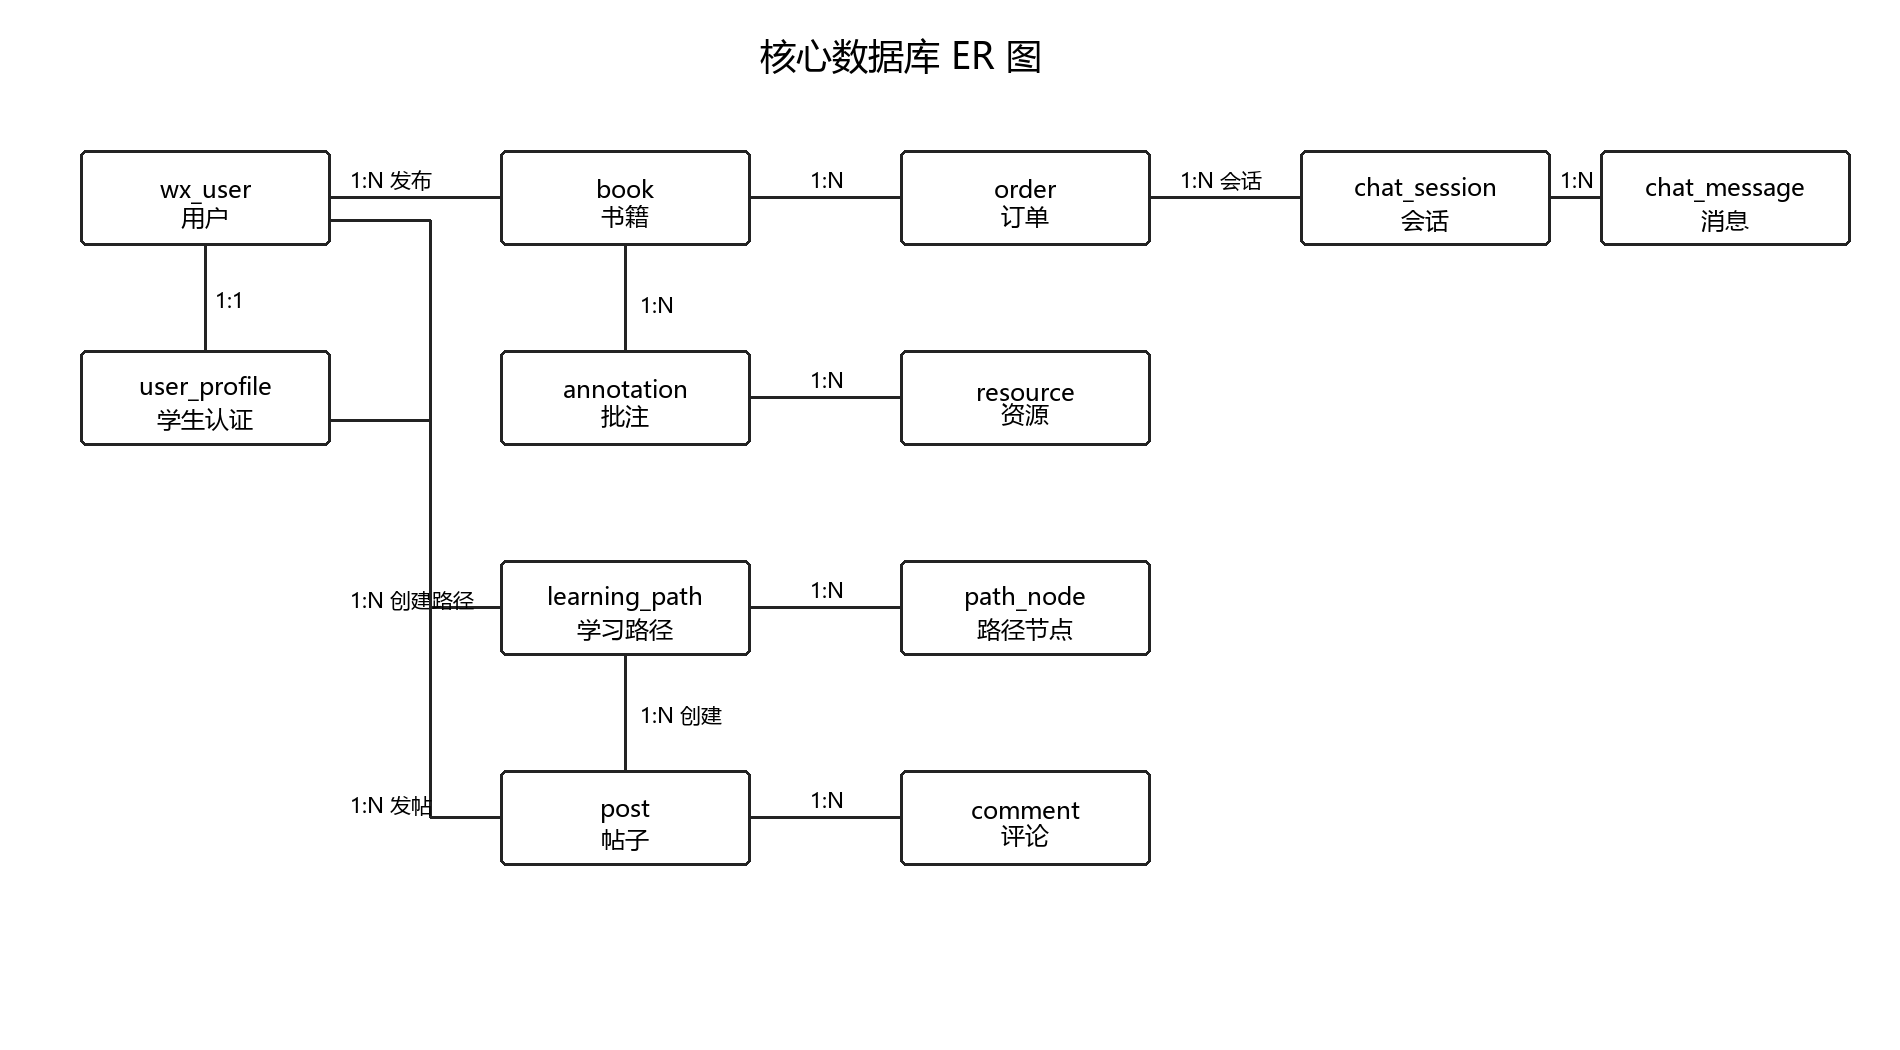 核心数据库 ER 图
wx_user
用户
1:N 发布
book
书籍
1:N
order
订单
1:N 会话
chat_session
会话
1:N
chat_message
消息
1:1
1:N
user_profile
学生认证
annotation
批注
1:N
resource
资源
1:N 创建路径
learning_path
学习路径
1:N
path_node
路径节点
1:N 创建
1:N 发帖
post
帖子
1:N
comment
评论